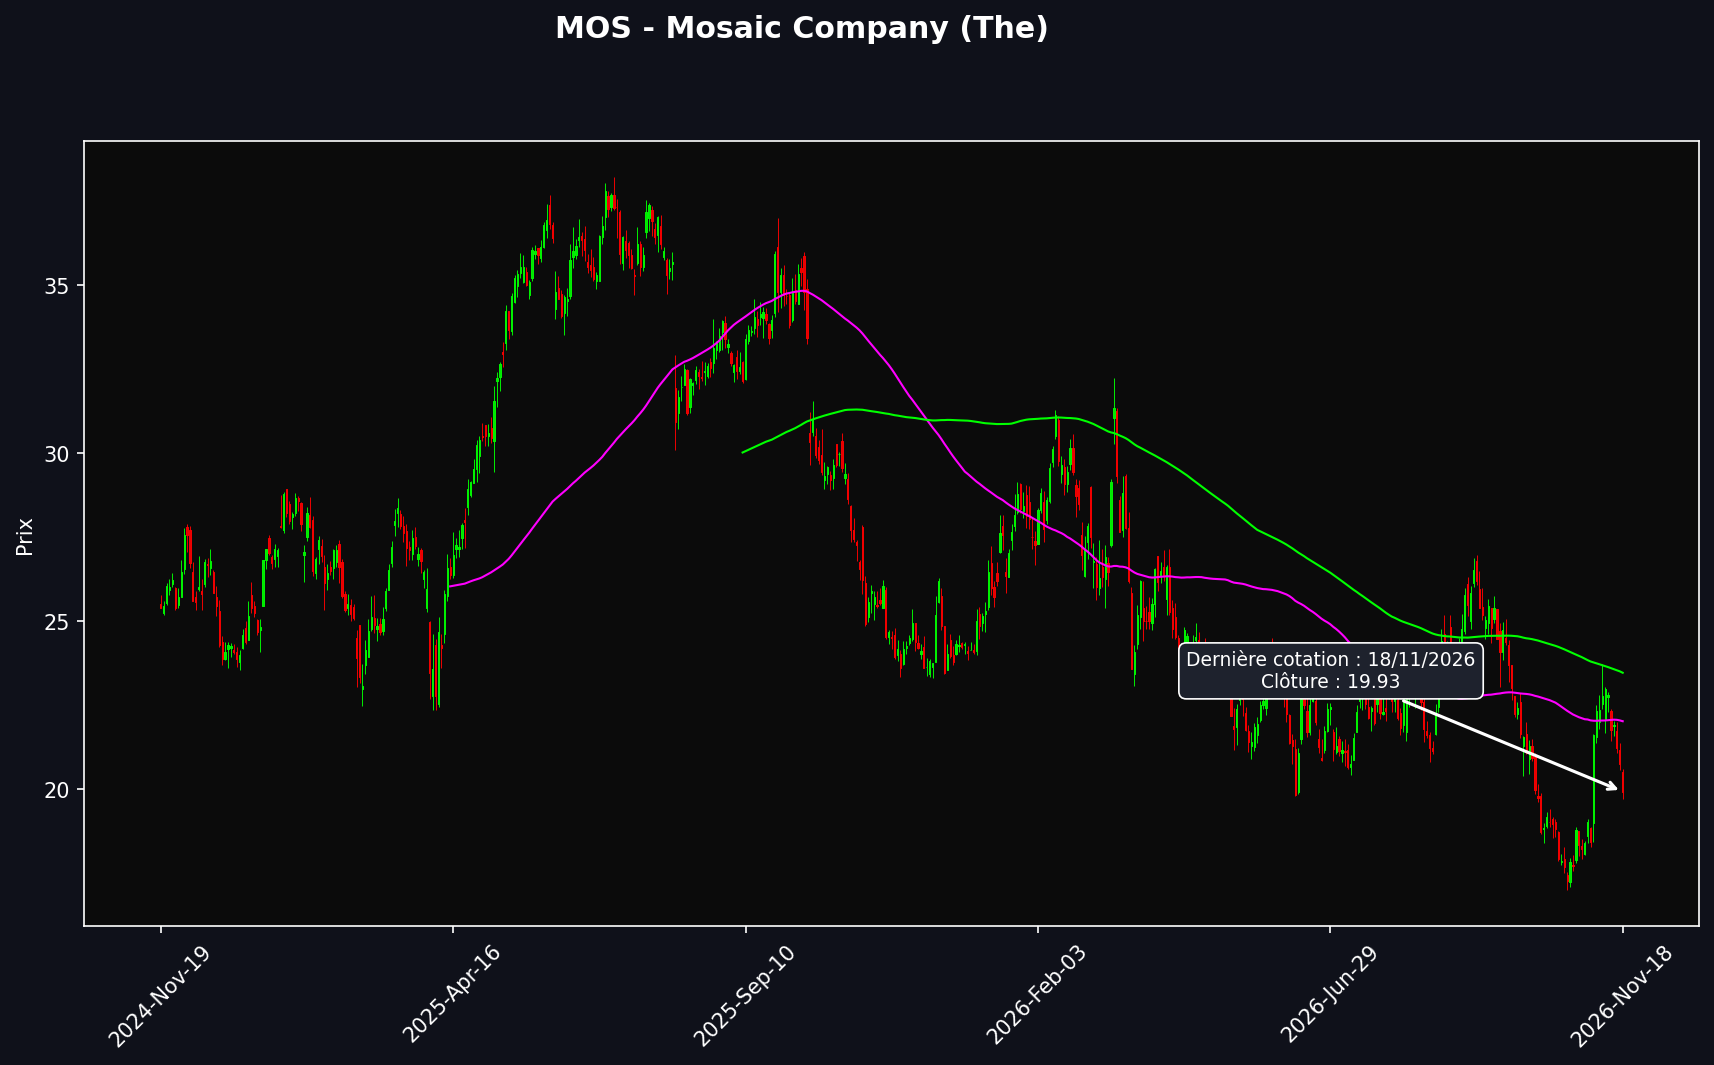 MOS - Mosaic Company (The)
Prix
35
30
25
20
Dernière cotation : 18/11/2026
Clôture : 19.93
2024-Nov-19
2025-Apr-16
2025-Sep-10
2026-Feb-03
2026-Jun-29
2026-Nov-18